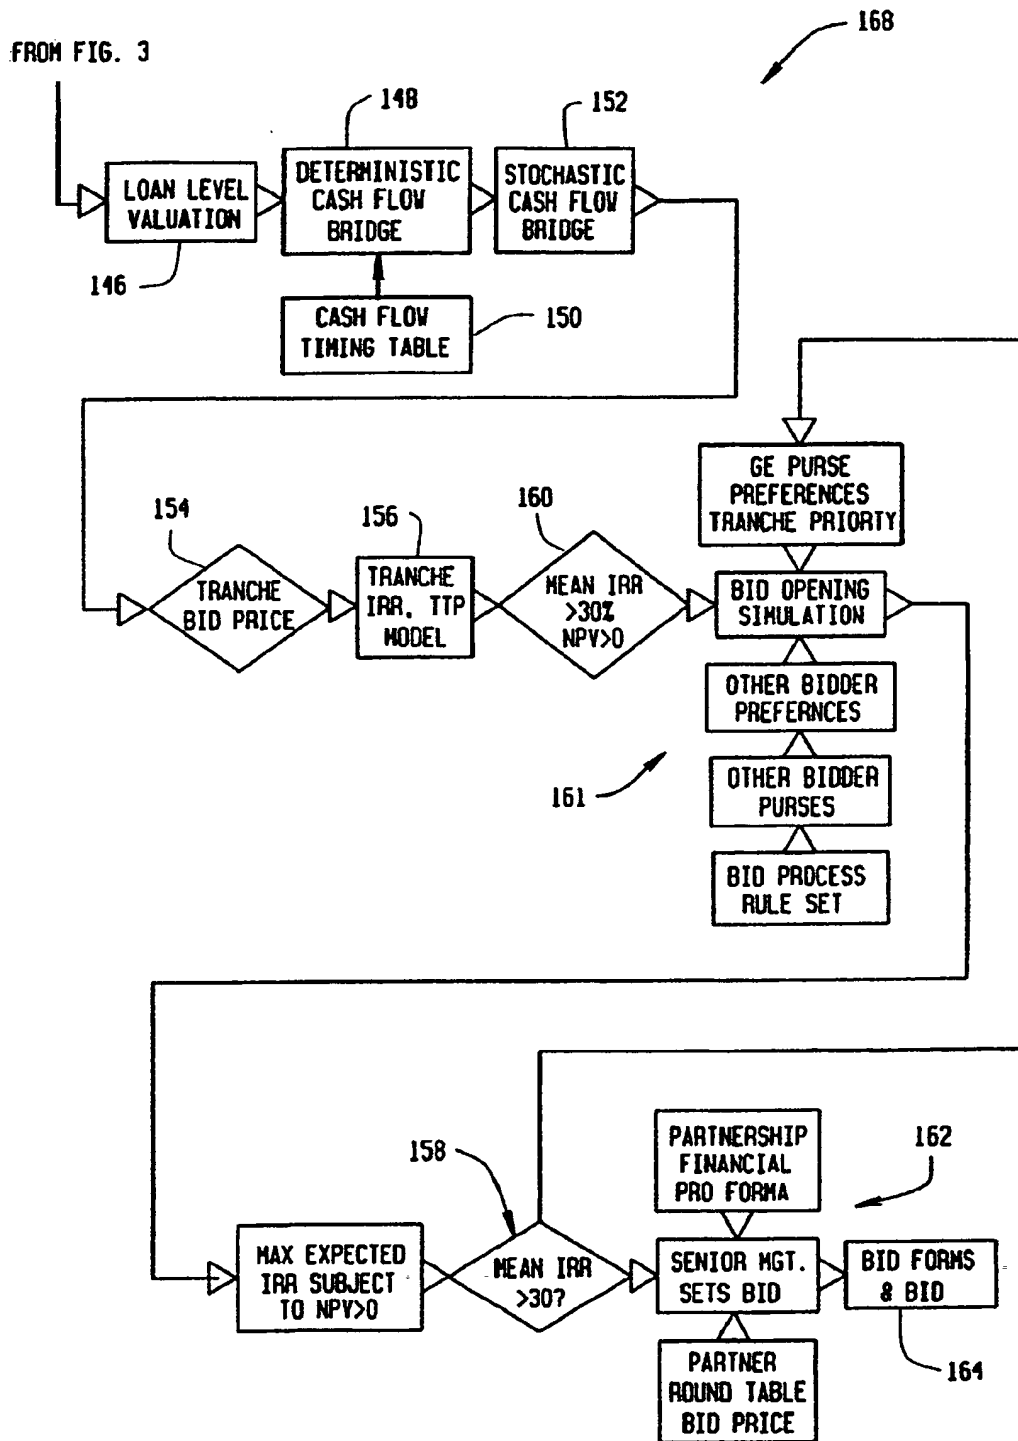 168
FROM FIG. 3
148
152
LOAN LEVEL
VALUATION
DETERMINISTIC
CASH FLOW
BRIDGE
STOCHASTIC
CASH FLOW
BRIDGE
146
CASH FLOW
TIMING TABLE
150
GE PURSE
PREFERENCES
TRANCHE PRIORTY
154
156
160
TRANCHE
BID PRICE
TRANCHE
IRR, TTP
MODEL
MEAN IRR
>30%
NPV>0
BID OPENING
SIMULATION
OTHER BIDDER
PREFERNCES
161
OTHER BIDDER
PURSES
BID PROCESS
RULE SET
158
PARTNERSHIP
FINANCIAL
PRO FORMA
162
MAX EXPECTED
IRR SUBJECT
TO NPV>0
MEAN IRR
>30?
SENIOR MGT.
SETS BID
BID FORMS
& BID
164
PARTNER
ROUND TABLE
BID PRICE